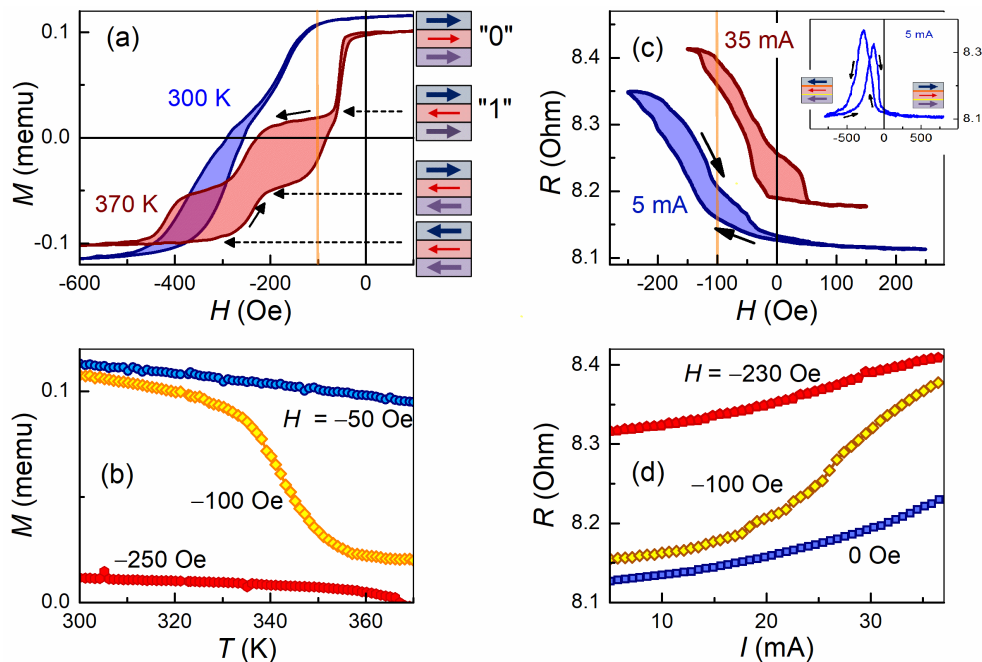 (a)
300 K
370 K
M (memu)
0.1
0.0
-0.1
-600
-400
-200
0
H (Oe)
"0"
"1"
(c)
35 mA
5 mA
R (Ohm)
8.4
8.3
8.2
8.1
-200
-100
0
100
200
H (Oe)
5 mA
8.3
8.1
-5000
0
5000
(b)
H = −50 Oe
−100 Oe
−250 Oe
M (memu)
0.1
0.0
300
320
340
360
T (K)
(d)
H = −230 Oe
−100 Oe
0 Oe
R (Ohm)
8.4
8.3
8.2
8.1
10
20
30
I (mA)